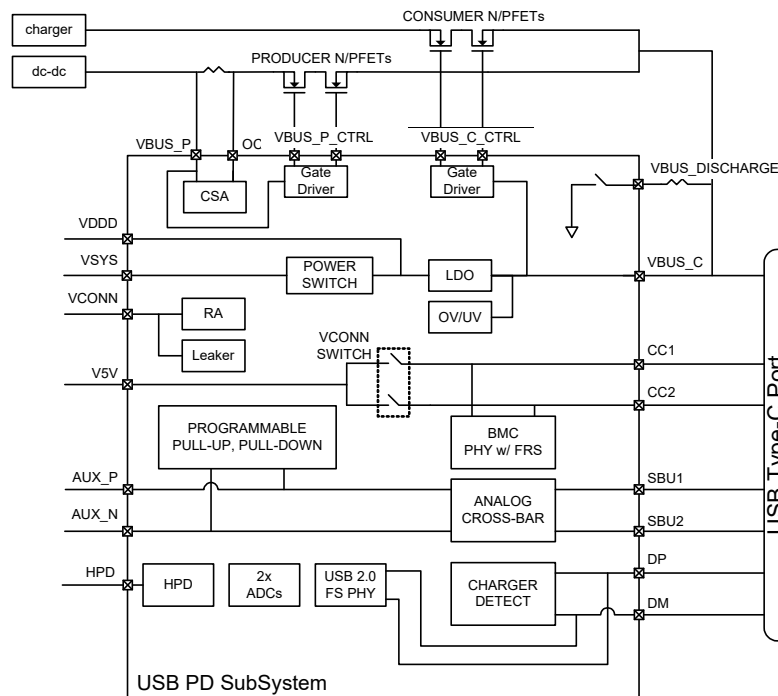 CONSUMER N/PFETs
charger
PRODUCER N/PFETs
dc-dc
VBUS_P
OC
VBUS_P_CTRL
VBUS_C_CTRL
Gate
Driver
Gate
Driver
VBUS_DISCHARGE
CSA
VDDD
VSYS
POWER
SWITCH
LDO
VBUS_C
VCONN
RA
OV/UV
Leaker
VCONN
SWITCH
CC1
V5V
CC2
PROGRAMMABLE
PULL-UP, PULL-DOWN
BMC
PHY w/ FRS
AUX_P
ANALOG
CROSS-BAR
SBU1
AUX_N
SBU2
USB Type-C Port
HPD
HPD
2x
ADCs
USB 2.0
FS PHY
CHARGER
DETECT
DP
DM
USB PD SubSystem